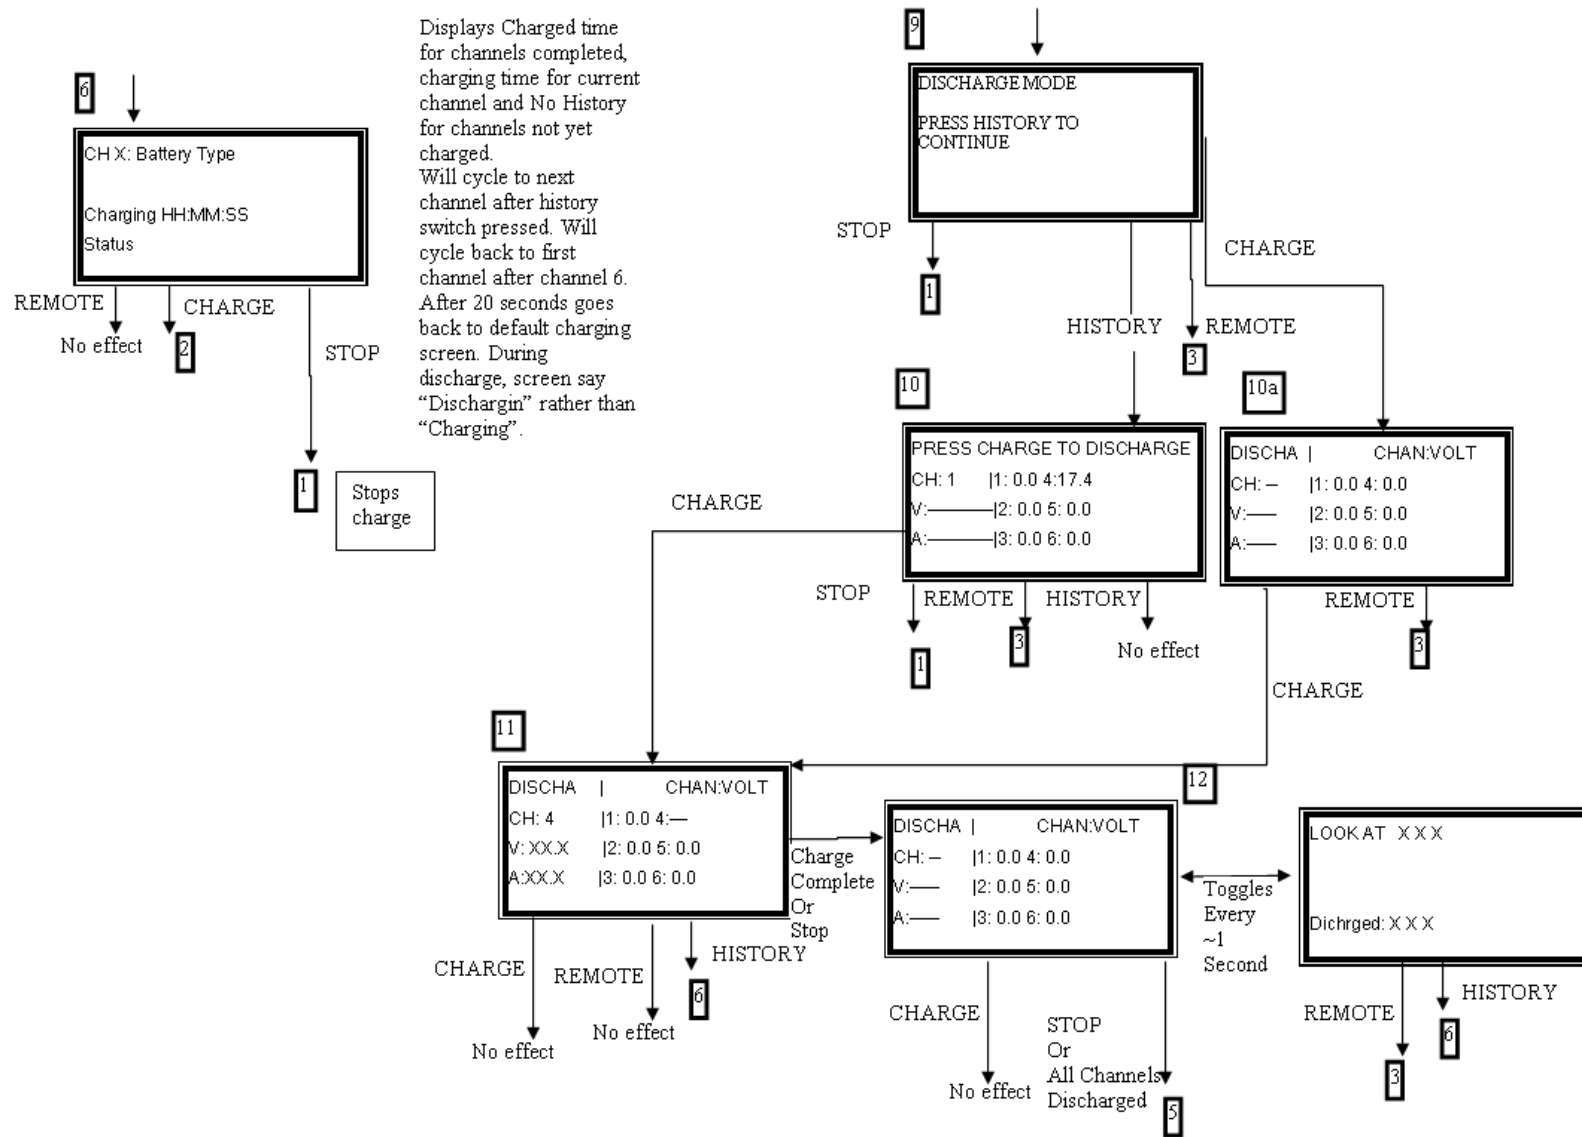 6
CH X: Battery Type
Charging HH:MM:SS
Status
REMOTE
CHARGE
No effect
2
STOP
1
Stops
charge
Displays Charged time
for channels completed,
charging time for current
channel and No History
for channels not yet
charged.
Will cycle to next
channel after history
switch pressed. Will
cycle back to first
channel after channel 6.
After 20 seconds goes
back to default charging
screen. During
discharge, screen say
“Dischargin” rather than
“Charging”.
9
DISCHARGE MODE
PRESS HISTORY TO
CONTINUE
STOP
1
HISTORY
REMOTE
3
CHARGE
10
PRESS CHARGE TO DISCHARGE
CH: 1 |1: 0.0 4:17.4
V:———|2: 0.0 5: 0.0
A:———|3: 0.0 6: 0.0
CHARGE
STOP
1
REMOTE
3
HISTORY
No effect
10a
DISCHA | CHAN:VOLT
CH: – |1: 0.0 4: 0.0
V:—– |2: 0.0 5: 0.0
A:—– |3: 0.0 6: 0.0
REMOTE
3
CHARGE
11
DISCHA | CHAN:VOLT
CH: 4 |1: 0.0 4:—
V: XX.X |2: 0.0 5: 0.0
A:XX.X |3: 0.0 6: 0.0
CHARGE
No effect
REMOTE
No effect
HISTORY
6
Charge
Complete
Or
Stop
12
DISCHA | CHAN:VOLT
CH: – |1: 0.0 4: 0.0
V:—– |2: 0.0 5: 0.0
A:—– |3: 0.0 6: 0.0
CHARGE
No effect
STOP
Or
All Channels
Discharged
5
Toggles
Every
~1
Second
LOOK AT X X X
Dichrged: X X X
REMOTE
3
HISTORY
6